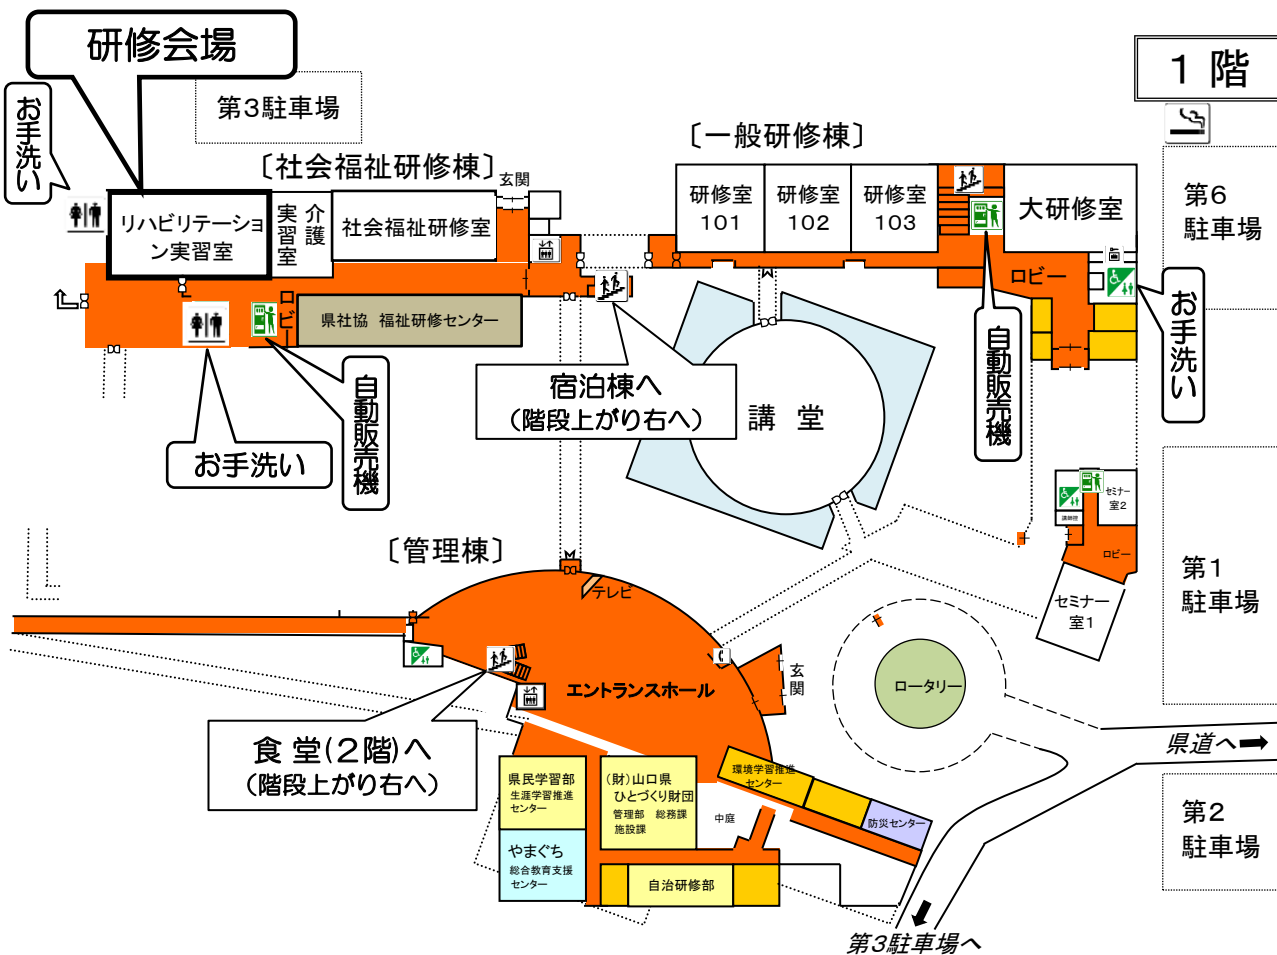 研修会場
1 階
お手洗い
第3駐車場
〔社会福祉研修棟〕
〔一般研修棟〕
玄関
リハビリテーショ
ン実習室
介護
実習室
社会福祉研修室
研修室
101
研修室
102
研修室
103
大研修室
第6
駐車場
ロビー
ロビー
県社協 福祉研修センター
お手洗い
自動販売機
お手洗い
自動販売機
宿泊棟へ
(階段上がり右へ)
講 堂
セミナー
室2
講師控
ロビー
セミナー
室1
第1
駐車場
〔管理棟〕
テレビ
エントランスホール
玄関
ロータリー
県道へ
食 堂(2階)へ
(階段上がり右へ)
県民学習部
生涯学習推進
センター
(財)山口県
ひとづくり財団
管理部 総務課
施設課
環境学習推進
センター
防災センター
中庭
やまぐち
総合教育支援
センター
自治研修部
第2
駐車場
第3駐車場へ